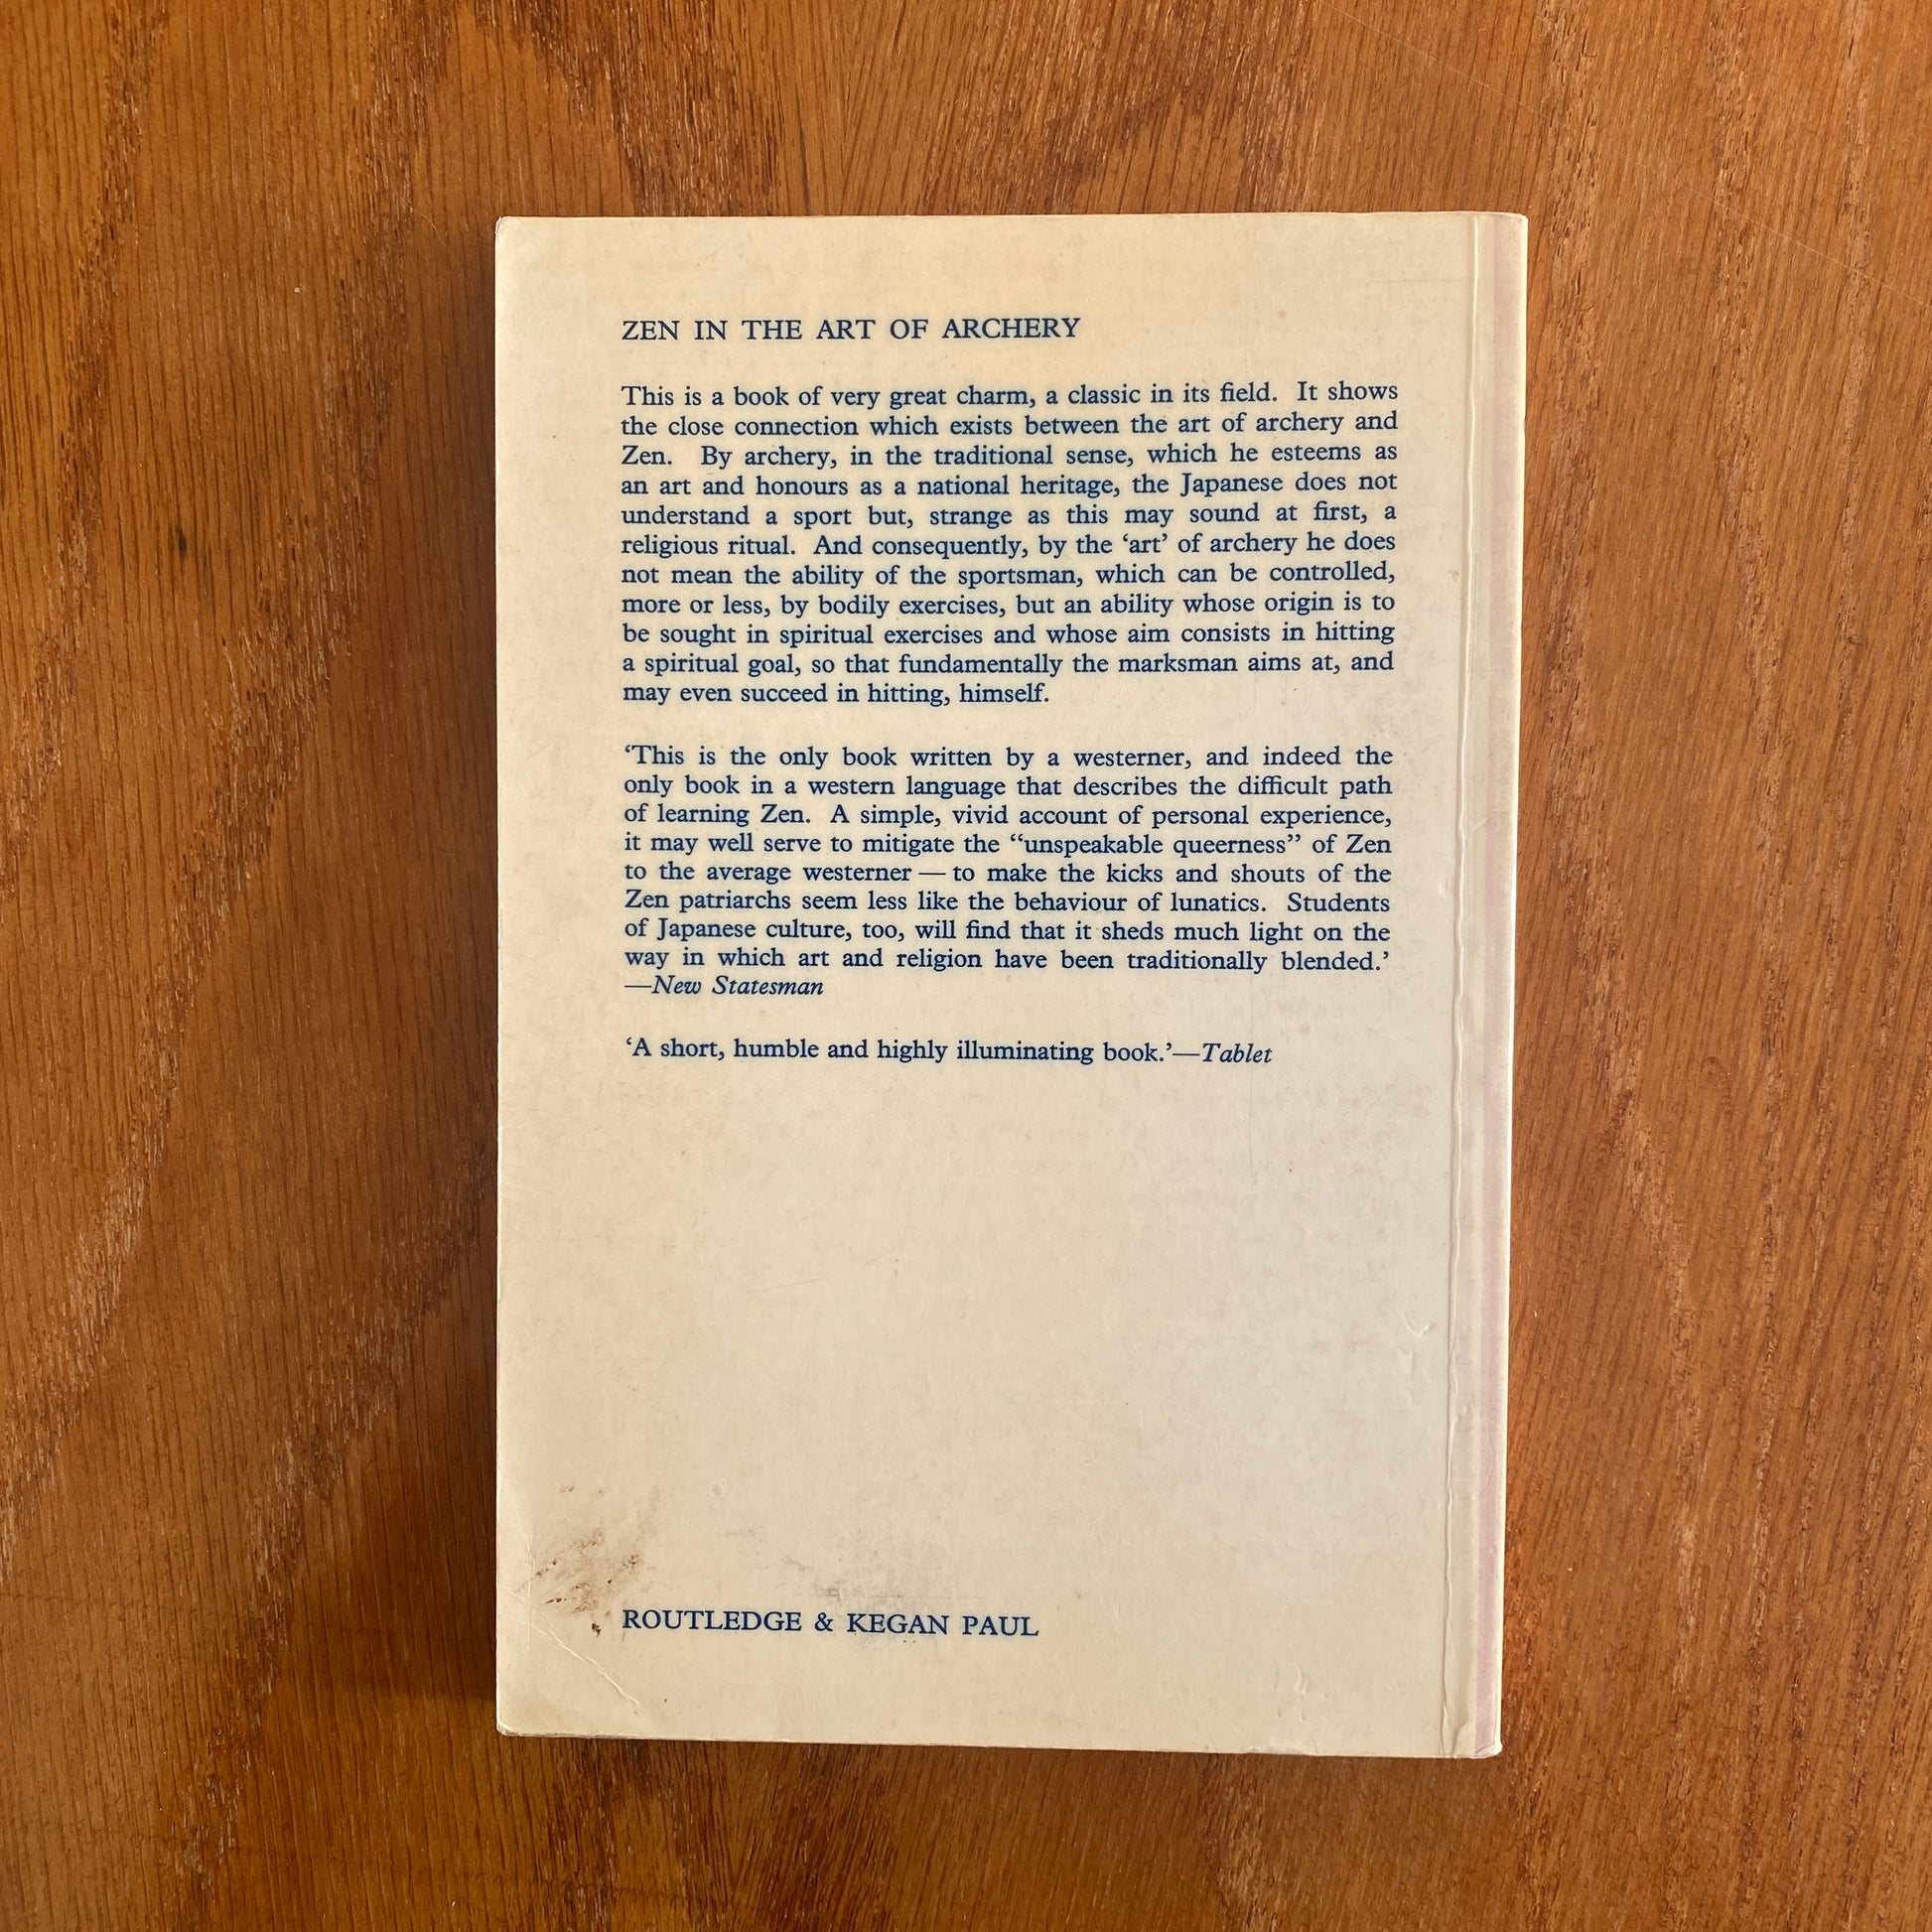 ZEN IN THE ART OF ARCHERY
This is a book of very great charm, a classic in its field. It shows
the close connection which exists between the art of archery and
Zen. By archery, in the traditional sense, which he esteems as
an art and honours as a national heritage, the Japanese does not
understand a sport but, strange as this may sound at first, a
religious ritual. And consequently, by the ‘art’ of archery he does
not mean the ability of the sportsman, which can be controlled,
more or less, by bodily exercises, but an ability whose origin is to
be sought in spiritual exercises and whose aim consists in hitting
a spiritual goal, so that fundamentally the marksman aims at, and
may even succeed in hitting, himself.
‘This is the only book written by a westerner, and indeed the
only book in a western language that describes the difficult path
of learning Zen. A simple, vivid account of personal experience,
it may well serve to mitigate the “unspeakable queerness” of Zen
to the average westerner — to make the kicks and shouts of the
Zen patriarchs seem less like the behaviour of lunatics. Students
of Japanese culture, too, will find that it sheds much light on the
way in which art and religion have been traditionally blended.’
—New Statesman
‘A short, humble and highly illuminating book.’—Tablet
ROUTLEDGE & KEGAN PAUL